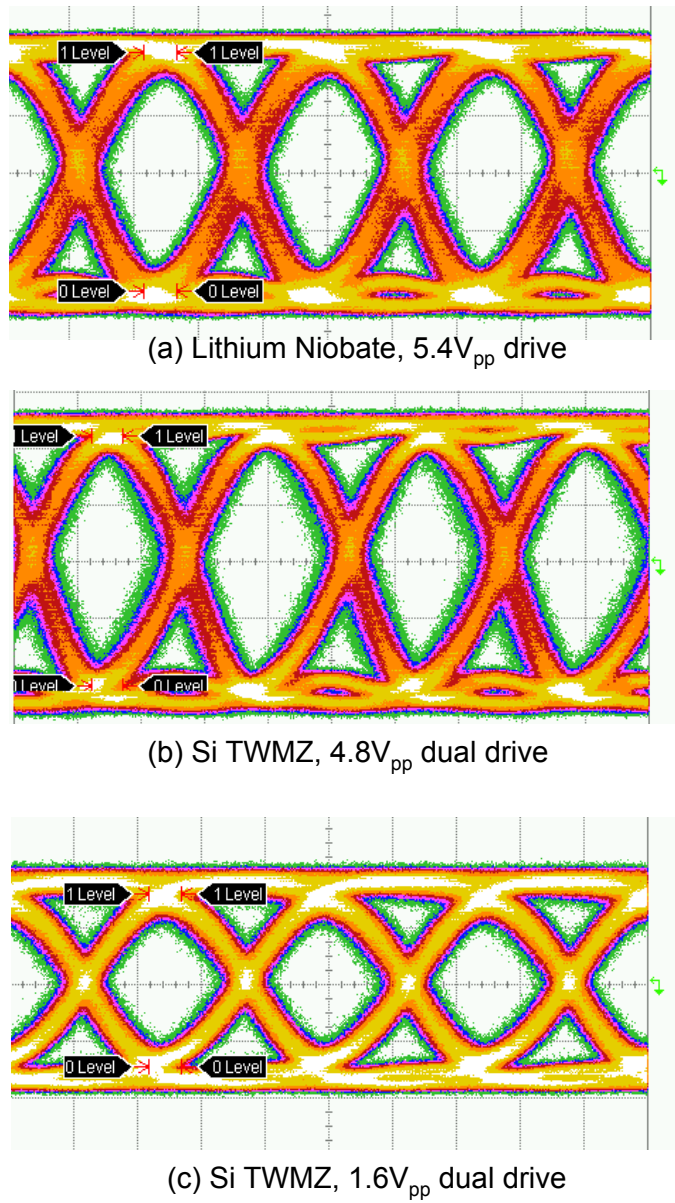 1 Level 1 Level
0 Level 0 Level
(a) Lithium Niobate, 5.4Vpp drive
Level 1 Level
Level 0 Level
(b) Si TWMZ, 4.8Vpp dual drive
1 Level 1 Level
0 Level 0 Level
(c) Si TWMZ, 1.6Vpp dual drive